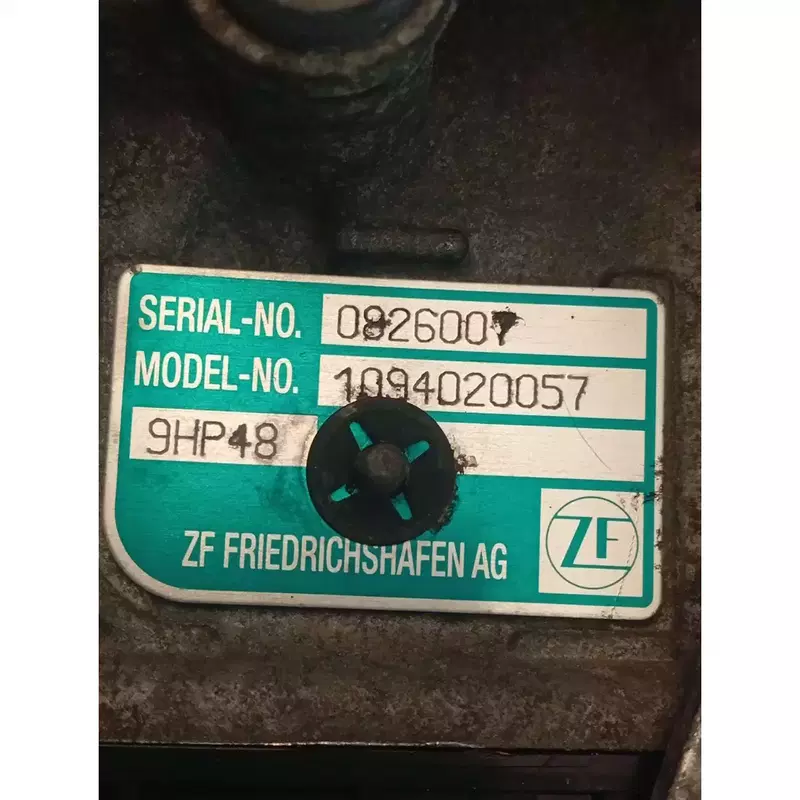 SERIAL-NO. 0826007
MODEL-NO. 1094020057
9HP48
ZF FRIEDRICHSHAFEN AG ZF